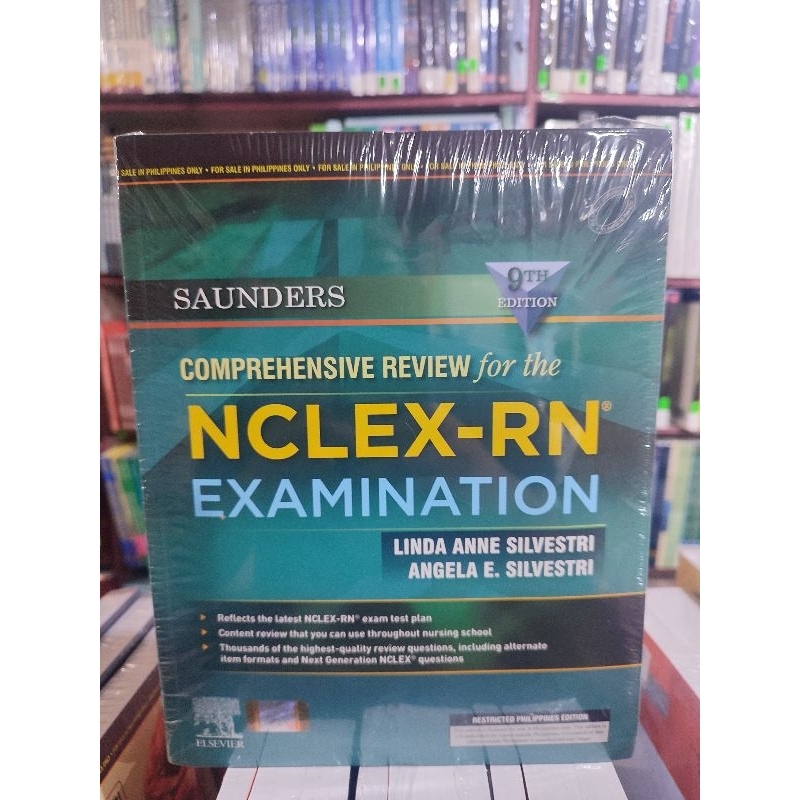 SALE IN PHILIPPINES ONLY • FOR SALE IN PHILIPPINES ONLY • FOR SALE IN
SAUNDERS
9TH
EDITION
COMPREHENSIVE REVIEW for the
NCLEX-RN®
EXAMINATION
LINDA ANNE SILVESTRI
ANGELA E. SILVESTRI
Reflects the latest NCLEX-RN® exam test plan
Content review that you can use throughout nursing school
Thousands of the highest-quality review questions, including alternate
item formats and Next Generation NCLEX® questions
ELSEVIER
RESTRICTED PHILIPPINES EDITION